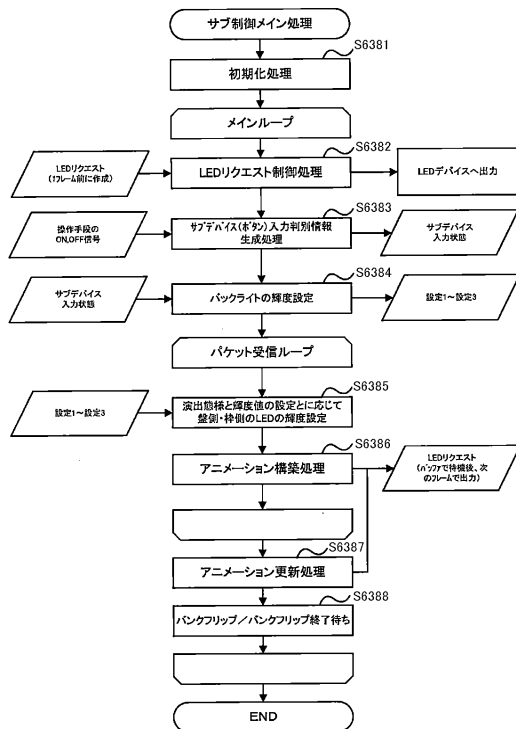 サブ制御メイン処理
S6381
初期化処理
メインループ
S6382
LEDリクエスト
(1フレーム前に作成)
LEDリクエスト制御処理
LEDデバイスへ出力
S6383
操作手段の
ON,OFF信号
サブデバイス(ボタン)入力判別情報
生成処理
サブデバイス
入力状態
S6384
サブデバイス
入力状態
バックライトの輝度設定
設定1~設定3
パケット受信ループ
S6385
設定1~設定3
演出態様と輝度値の設定とに応じて
盤側・枠側のLEDの輝度設定
S6386
アニメーション構築処理
LEDリクエスト
(バッファで待機後、次
のフレームで出力)
S6387
アニメーション更新処理
S6388
バンクフリップ/バンクフリップ終了待ち
END